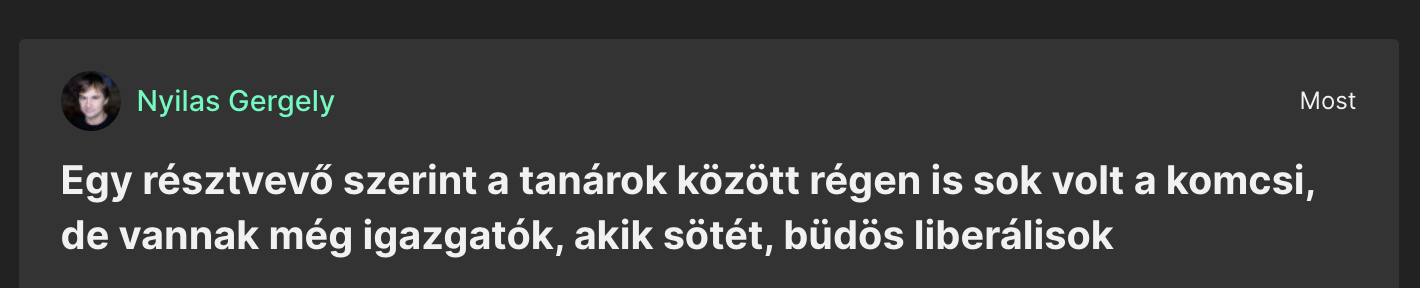 Nyilas Gergely
Most
Egy résztvevő szerint a tanárok között régen is sok volt a komcsi,
de vannak még igazgatók, akik sötét, büdös liberálisok